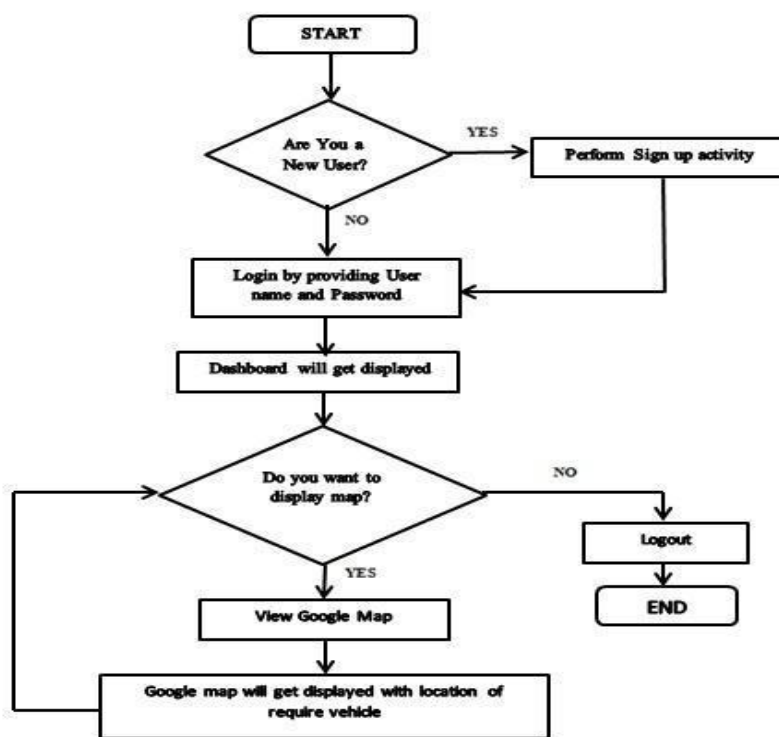 START
Are You a
New User?
YES
Perform Sign up activity
NO
Login by providing User
name and Password
Dashboard will get displayed
Do you want to
display map?
NO
Logout
YES
END
View Google Map
Google map will get displayed with location of
require vehicle